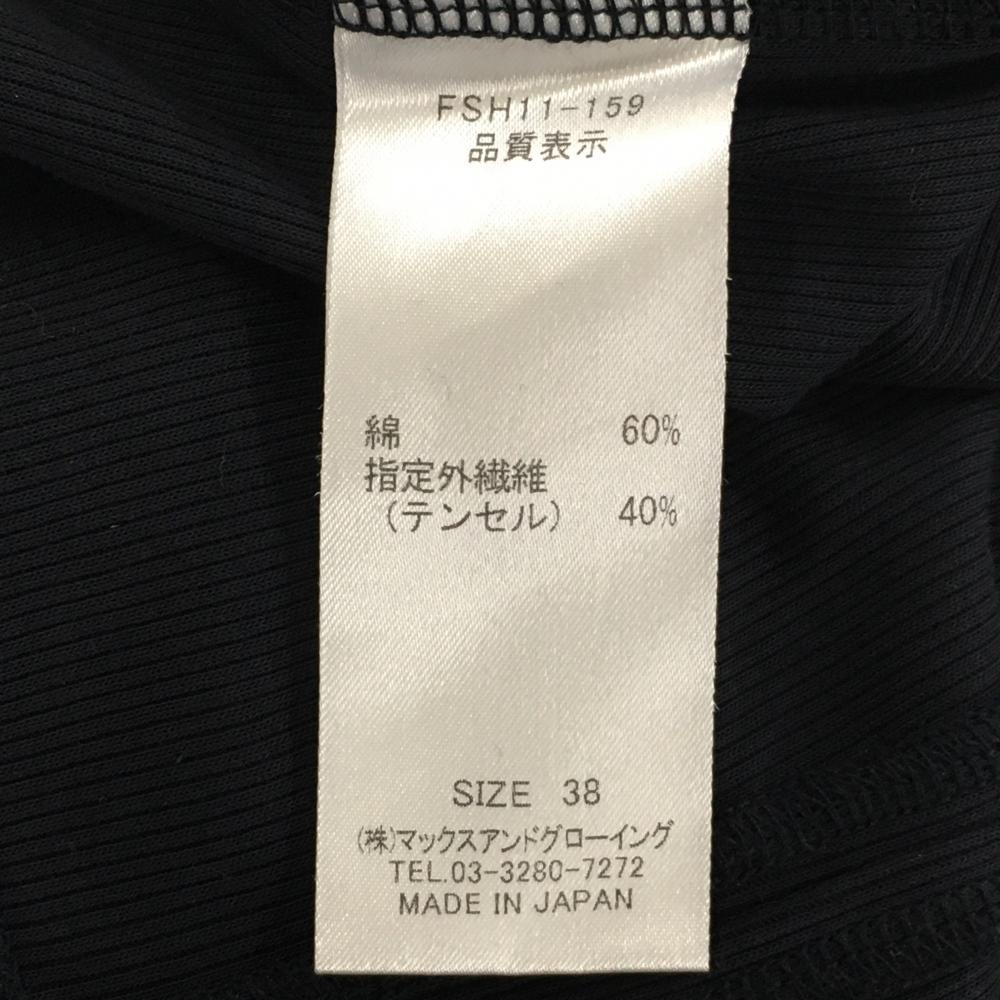 FSH11-159
品質表示
綿 60%
指定外繊維
(テンセル) 40%
SIZE 38
(株)マックスアンドグローイング
TEL.03-3280-7272
MADE IN JAPAN